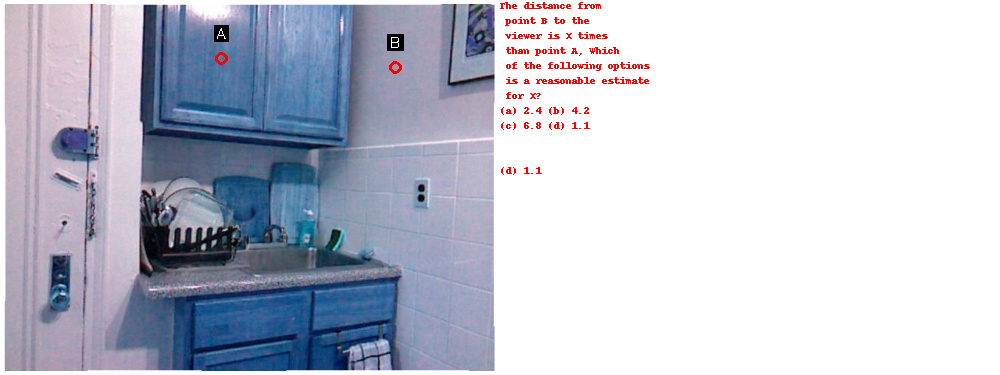 A
B
The distance from
point B to the
viewer is X times
than point A, Which
of the following options
is a reasonable estimate
for X?
(a) 2.4 (b) 4.2
(c) 6.8 (d) 1.1
(d) 1.1